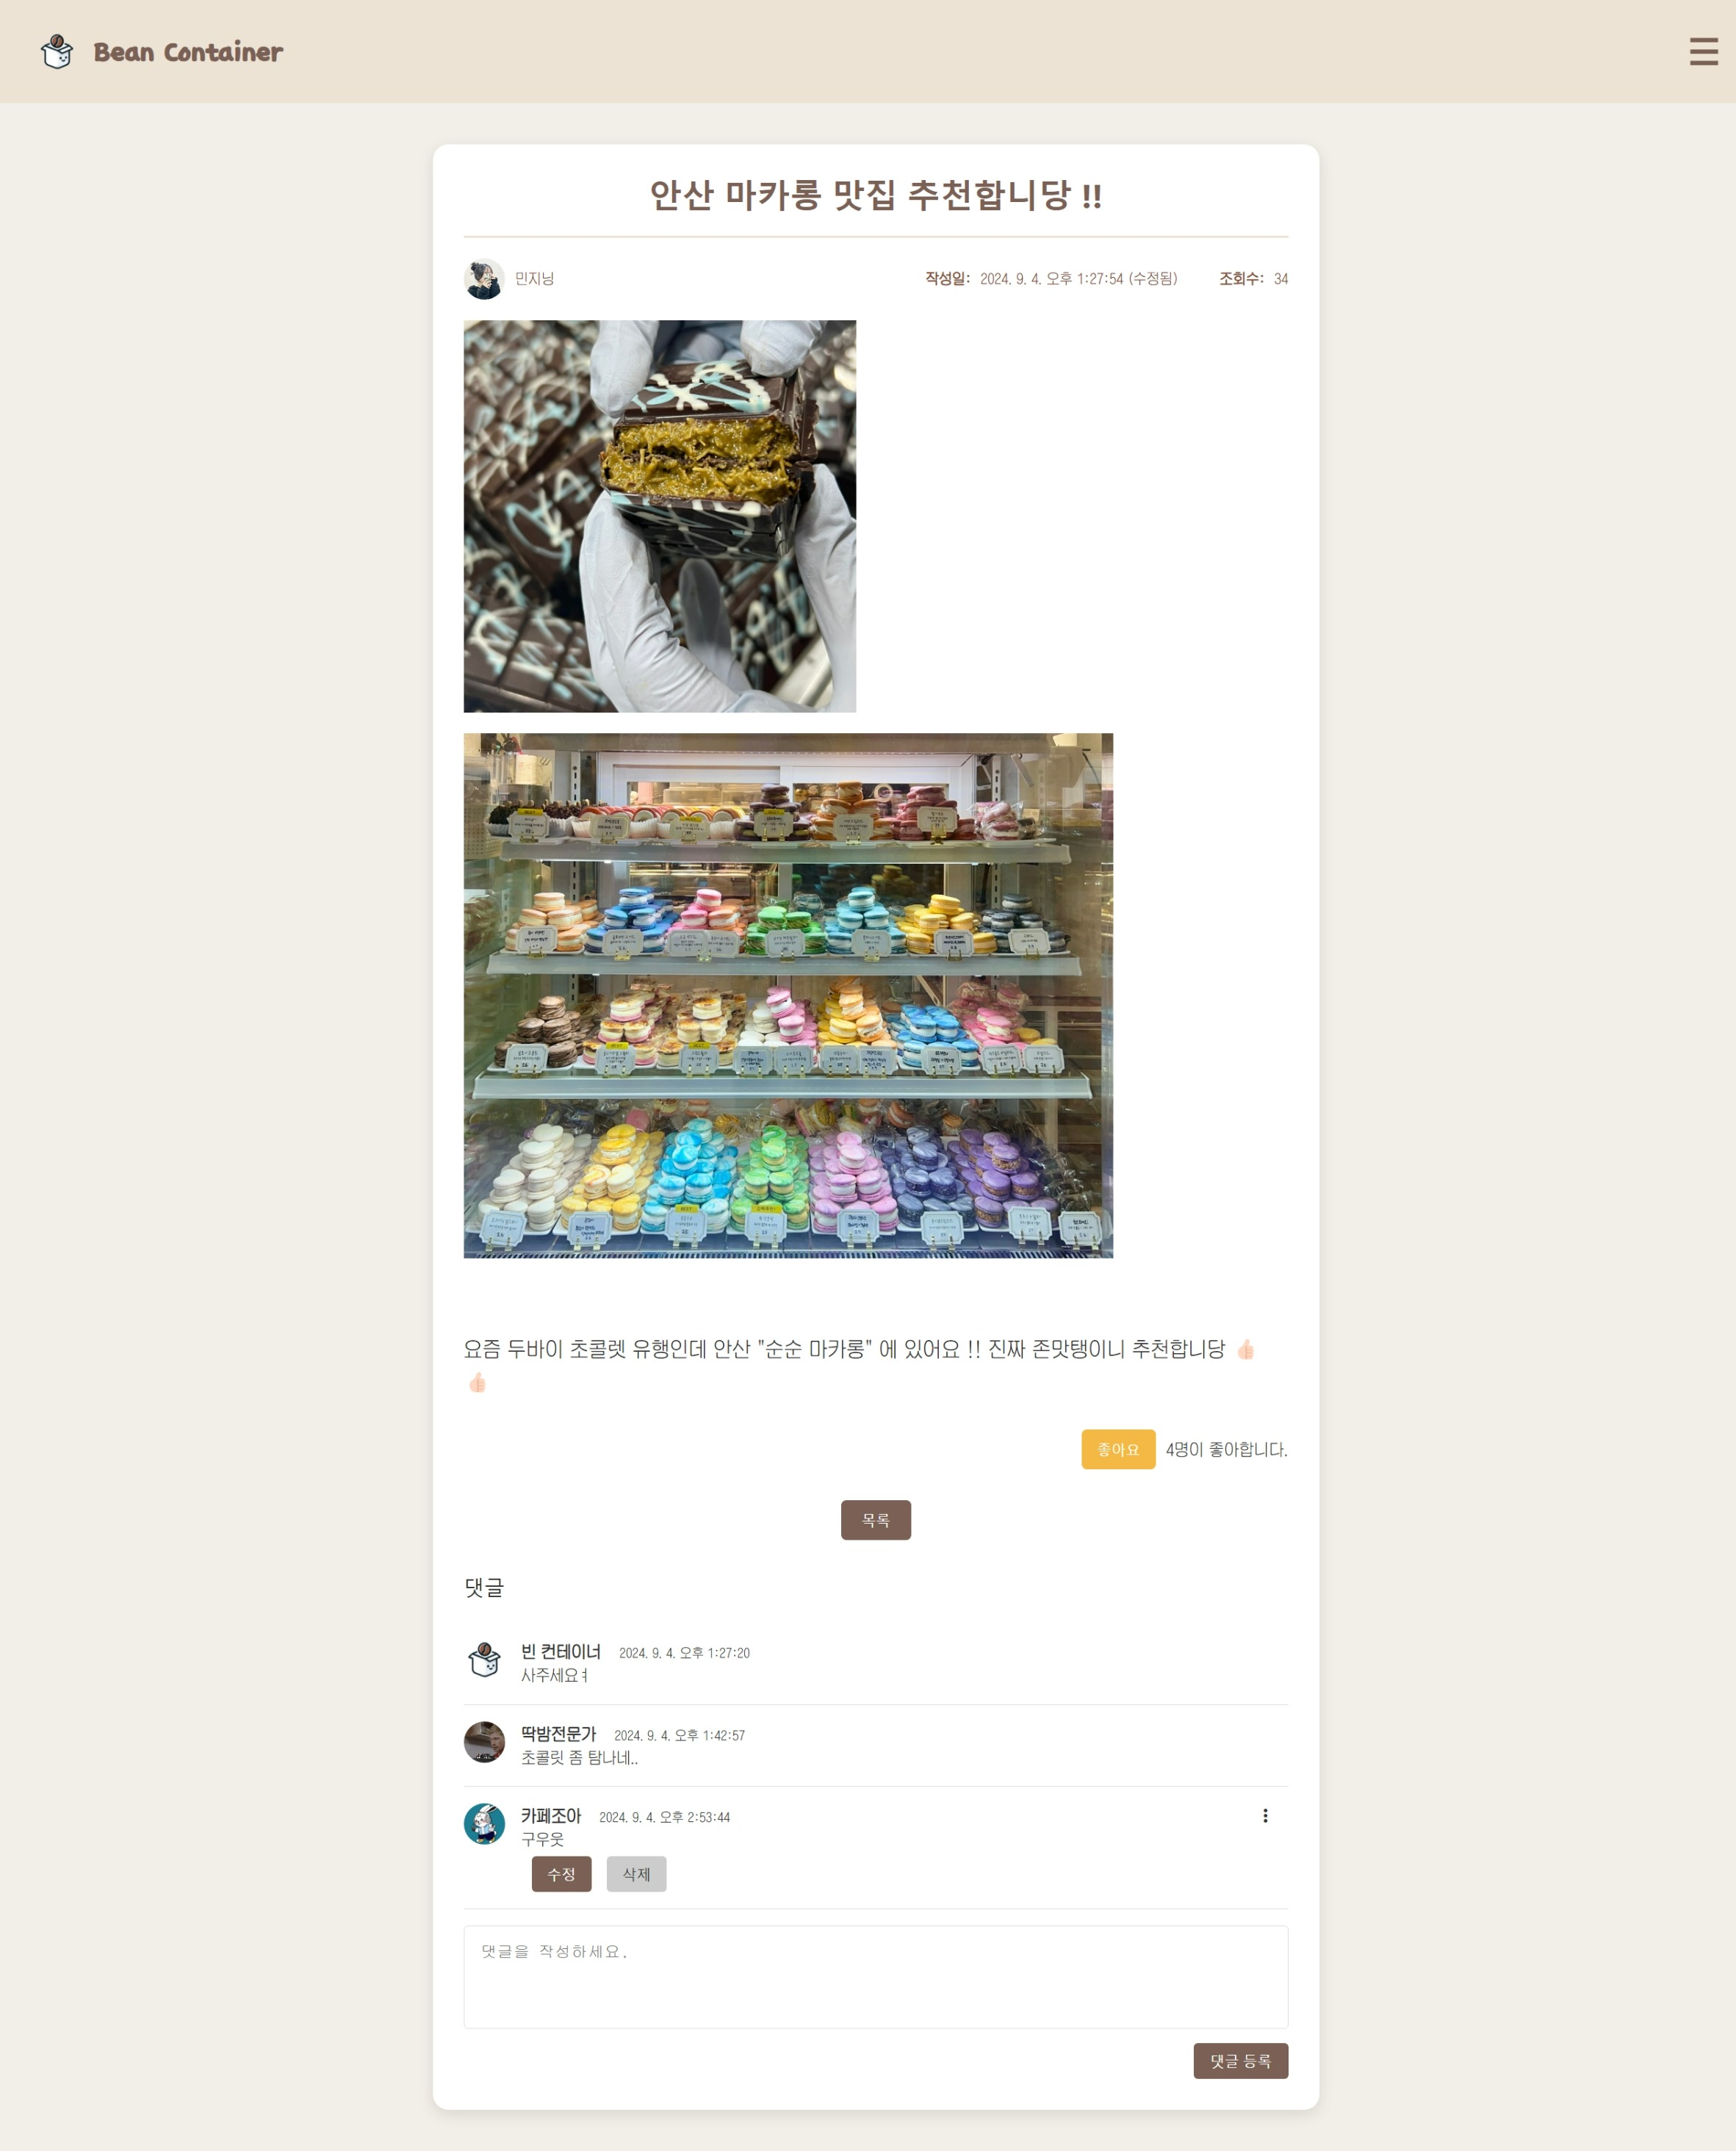 Bean Container
안산 마카롱 맛집 추천합니당 !!
민지닝
작성일: 2024. 9. 4. 오후 1:27:54 (수정됨) 조회수: 34
요즘 두바이 초콜렛 유행인데 안산 "순순 마카롱" 에 있어요 !! 진짜 존맛탱이니 추천합니당 👍🏻
👍🏻
좋아요 4명이 좋아합니다.
목록
댓글
빈 컨테이너 2024. 9. 4. 오후 1:27:20
사주세요ㅕ
딱밤전문가 2024. 9. 4. 오후 1:42:57
초콜릿 좀 탐나네..
카페조아 2024. 9. 4. 오후 2:53:44
구우웃
수정 삭제
댓글을 작성하세요.
댓글 등록